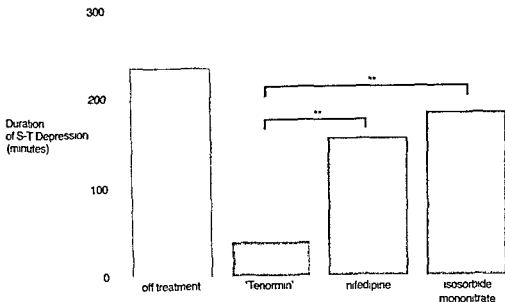 300
**
200
Duration
of S-T Depression
(minutes)
**
100
0
off treatment
'Tenormin'
nifedipine
isosorbide
mononitrate